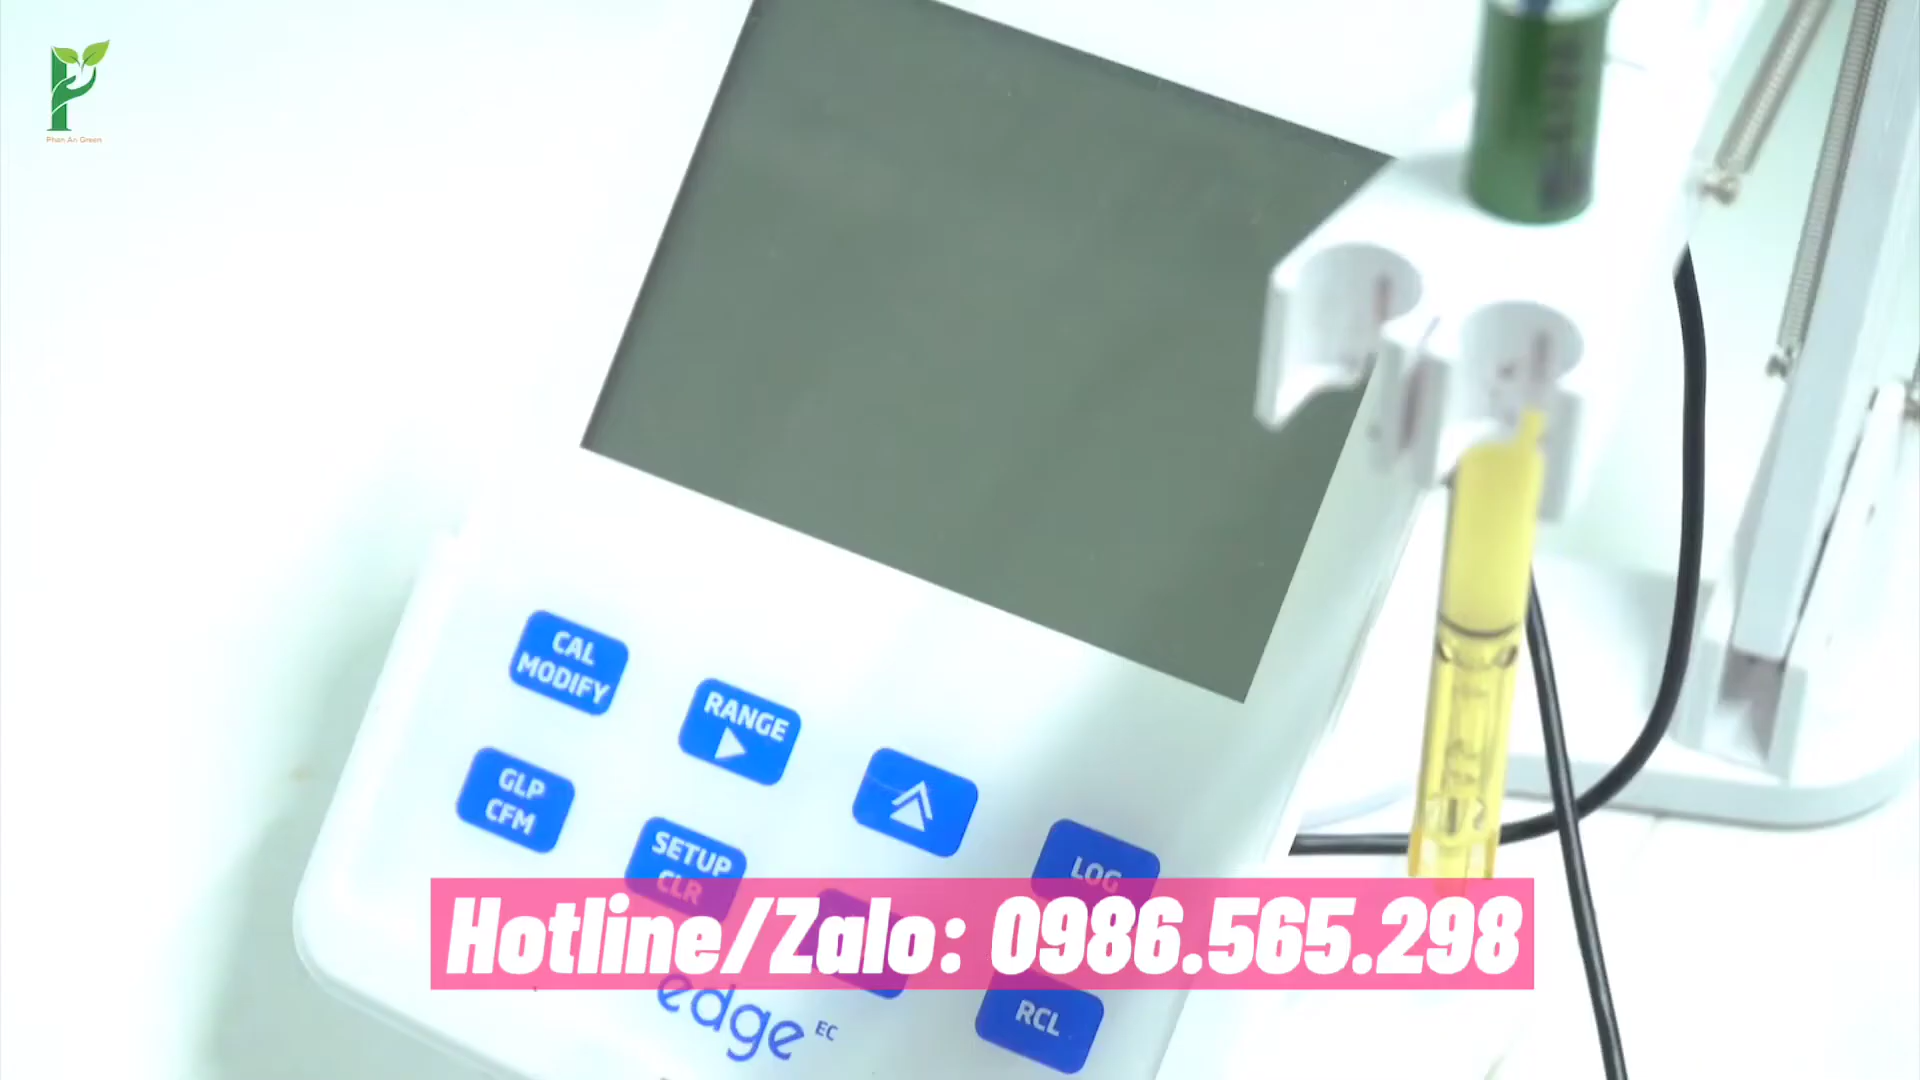 Phan An Green
CAL
MODIFY
RANGE
GLP
CFM
SETUP
CLR
LOG
Hotline/Zalo: 0986.565.298
RCL
edge EC